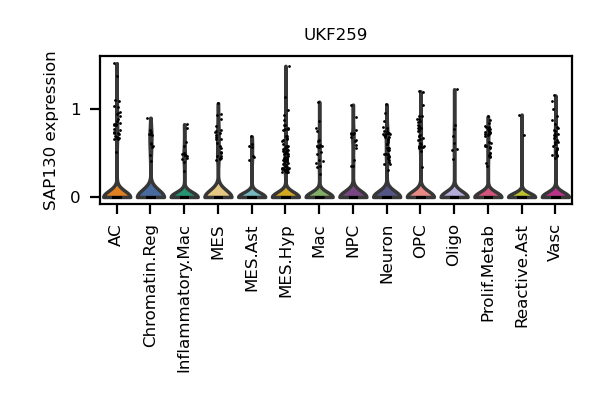 UKF259
SAP130 expression
1
0
AC
Chromatin.Reg
Inflammatory.Mac
MES
MES.Ast
MES.Hyp
Mac
NPC
Neuron
OPC
Oligo
Prolif.Metab
Reactive.Ast
Vasc